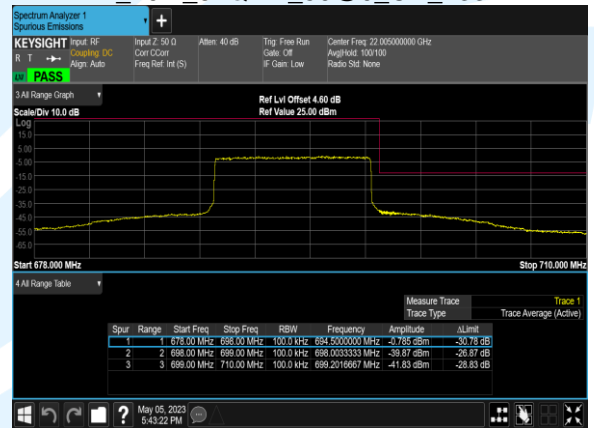 Spectrum Analyzer 1
Spurious Emissions
KEYSIGHT Input: RF Input Z: 50 Ω Atten: 40 dB Trig: Free Run Center Freq: 22.005000000 GHz
R T Coupling: DC Corr CCorr Gate: Off Avg|Hold: 100/100
Align: Auto Freq Ref: Int (S) IF Gain: Low Radio Std: None
PASS
3 All Range Graph
Ref Lvl Offset 4.60 dB
Scale/Div 10.0 dB Ref Value 25.00 dBm
Log
15.0
5.00
-5.00
-15.0
-25.0
-35.0
-45.0
-55.0
-65.0
Start 678.000 MHz Stop 710.000 MHz
4 All Range Table
Measure Trace Trace 1
Trace Type Trace Average (Active)
Spur Range Start Freq Stop Freq RBW Frequency Amplitude ΔLimit
1 1 678.00 MHz 698.00 MHz 100.0 kHz 694.5000000 MHz -0.785 dBm -30.78 dB
2 2 698.00 MHz 699.00 MHz 100.0 kHz 698.0033333 MHz -39.87 dBm -26.87 dB
3 3 699.00 MHz 710.00 MHz 100.0 kHz 699.2016667 MHz -41.83 dBm -28.83 dB
? May 05, 2023
5:43:22 PM